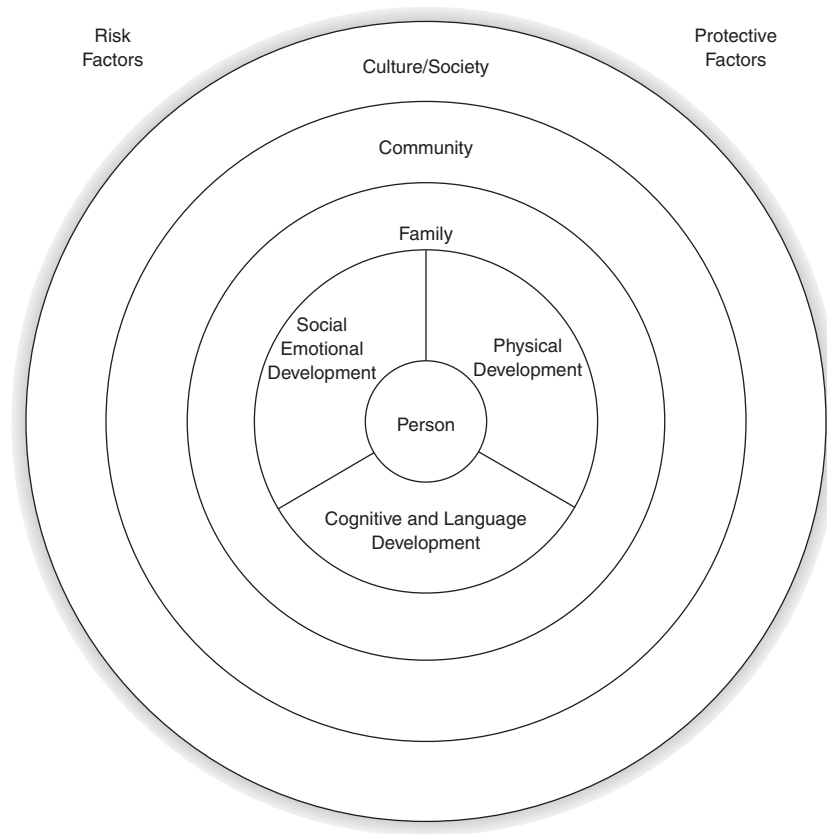 Risk
Factors
Protective
Factors
Culture/Society
Community
Family
Social
Emotional
Development
Physical
Development
Person
Cognitive and Language
Development